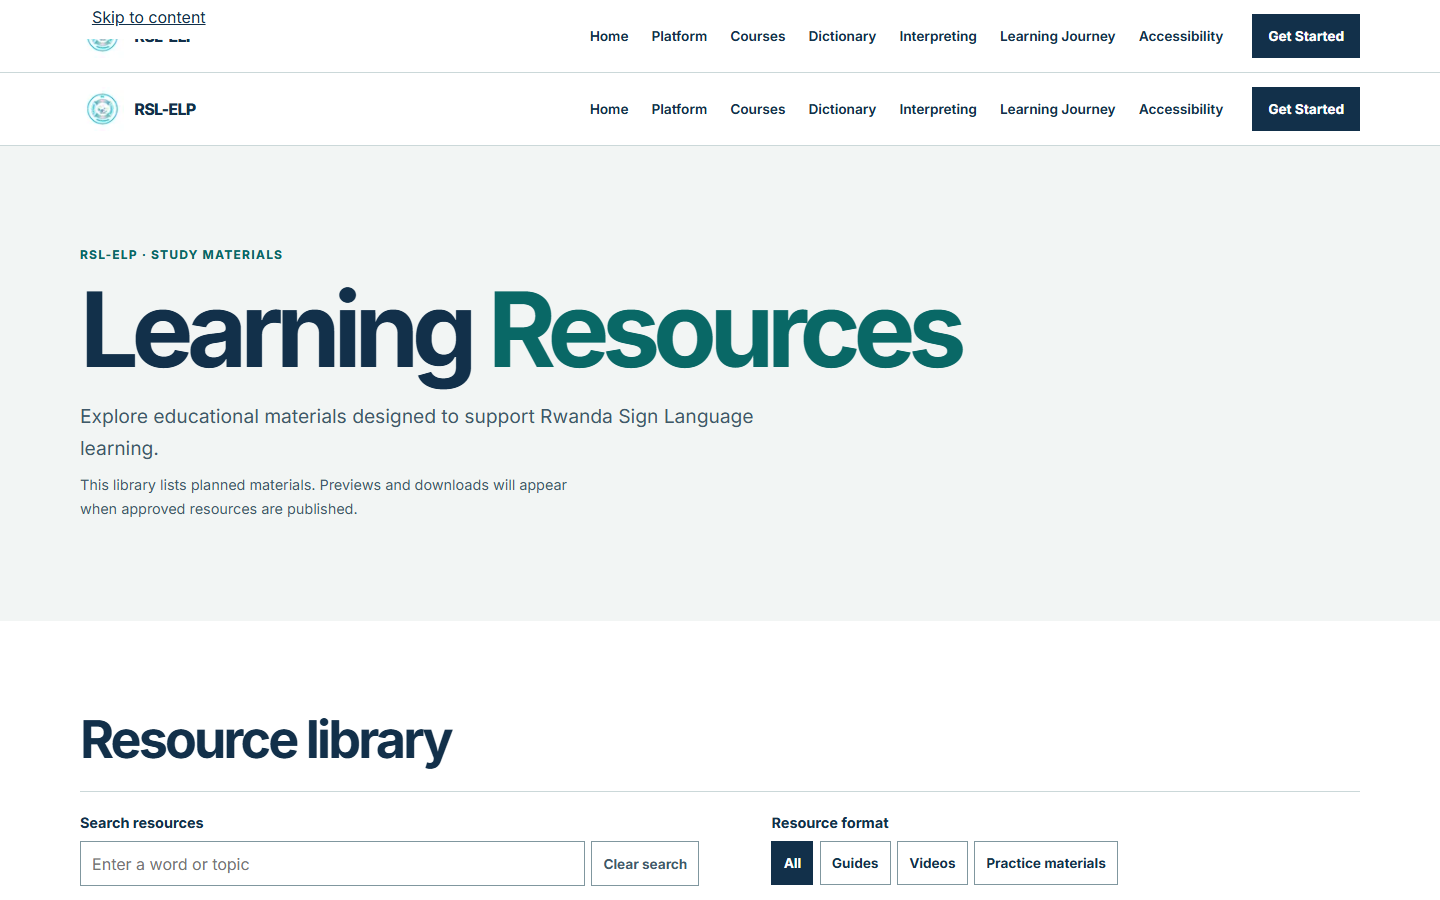 Skip to content
RSL-ELP
Home Platform Courses Dictionary Interpreting Learning Journey Accessibility Get Started
RSL-ELP
Home Platform Courses Dictionary Interpreting Learning Journey Accessibility Get Started
RSL-ELP · STUDY MATERIALS
Learning Resources
Explore educational materials designed to support Rwanda Sign Language
learning.
This library lists planned materials. Previews and downloads will appear
when approved resources are published.
Resource library
Search resources
Enter a word or topic
Clear search
Resource format
All Guides Videos Practice materials